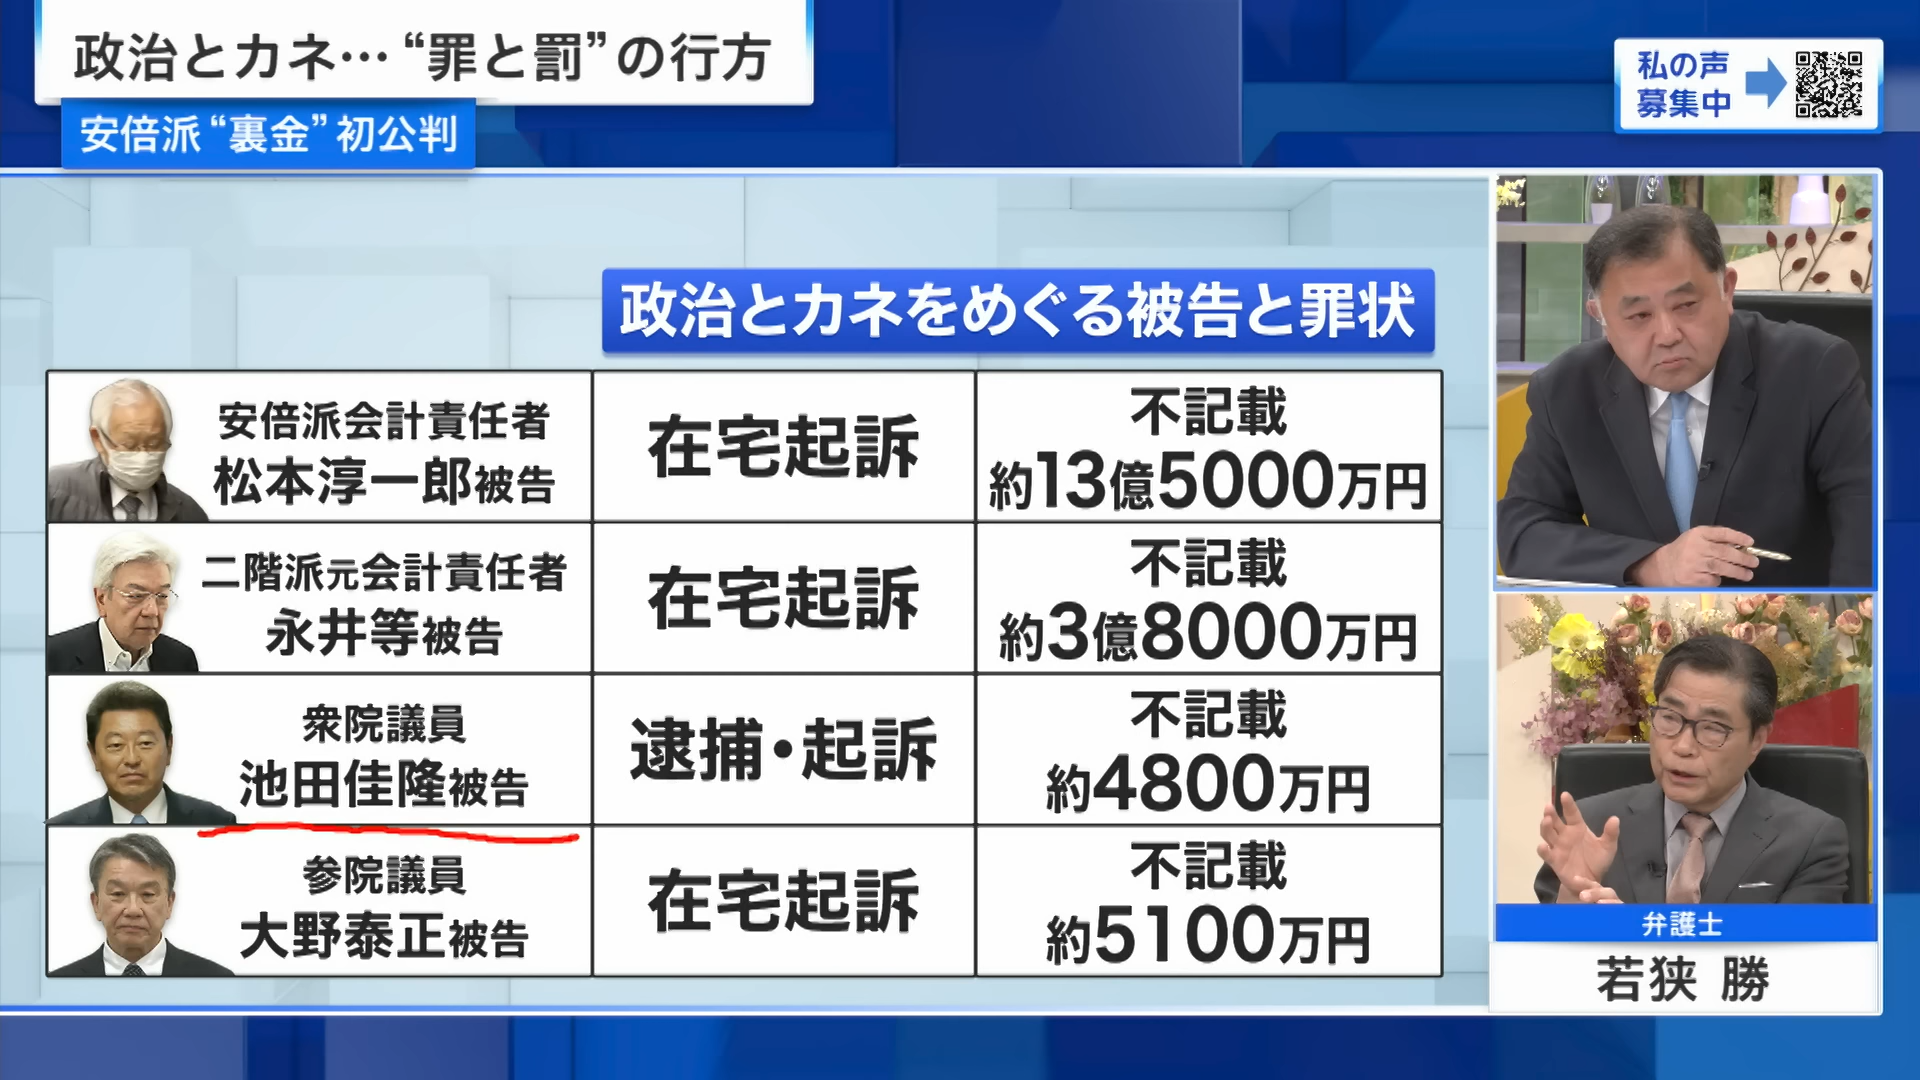 政治とカネ…“罪と罰”の行方
安倍派“裏金”初公判
私の声
募集中
政治とカネをめぐる被告と罪状
安倍派会計責任者
松本淳一郎被告
在宅起訴
不記載
約13億5000万円
二階派元会計責任者
永井等被告
在宅起訴
不記載
約3億8000万円
衆院議員
池田佳隆被告
逮捕・起訴
不記載
約4800万円
参院議員
大野泰正被告
在宅起訴
不記載
約5100万円
弁護士
若狭 勝